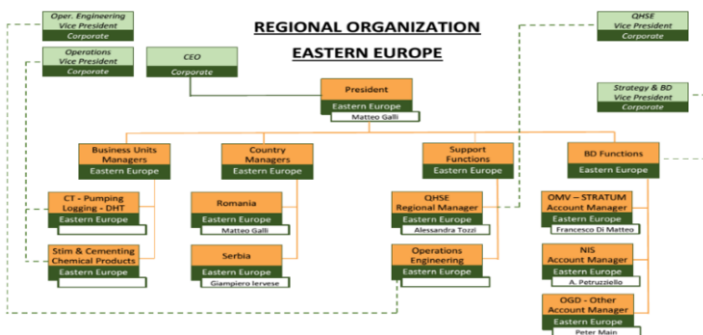 REGIONAL ORGANIZATION
EASTERN EUROPE
Oper. Engineering
Vice President
Corporate
Operations
Vice President
Corporate
CEO
Corporate
QHSE
Vice President
Corporate
Strategy & BD
Vice President
Corporate
President
Eastern Europe
Matteo Galli
Business Units
Managers
Eastern Europe
Country
Managers
Eastern Europe
Support
Functions
Eastern Europe
BD Functions
Eastern Europe
CT - Pumping
Logging - DHT
Eastern Europe
Stim & Cementing
Chemical Products
Eastern Europe
Romania
Eastern Europe
Matteo Galli
Serbia
Eastern Europe
Giampiero Iervese
QHSE
Regional Manager
Eastern Europe
Alessandra Tozzi
Operations
Engineering
Eastern Europe
OMV – STRATUM
Account Manager
Eastern Europe
Francesco Di Matteo
NIS
Account Manager
Eastern Europe
A. Petruzziello
OGD - Other
Account Manager
Eastern Europe
Peter Main